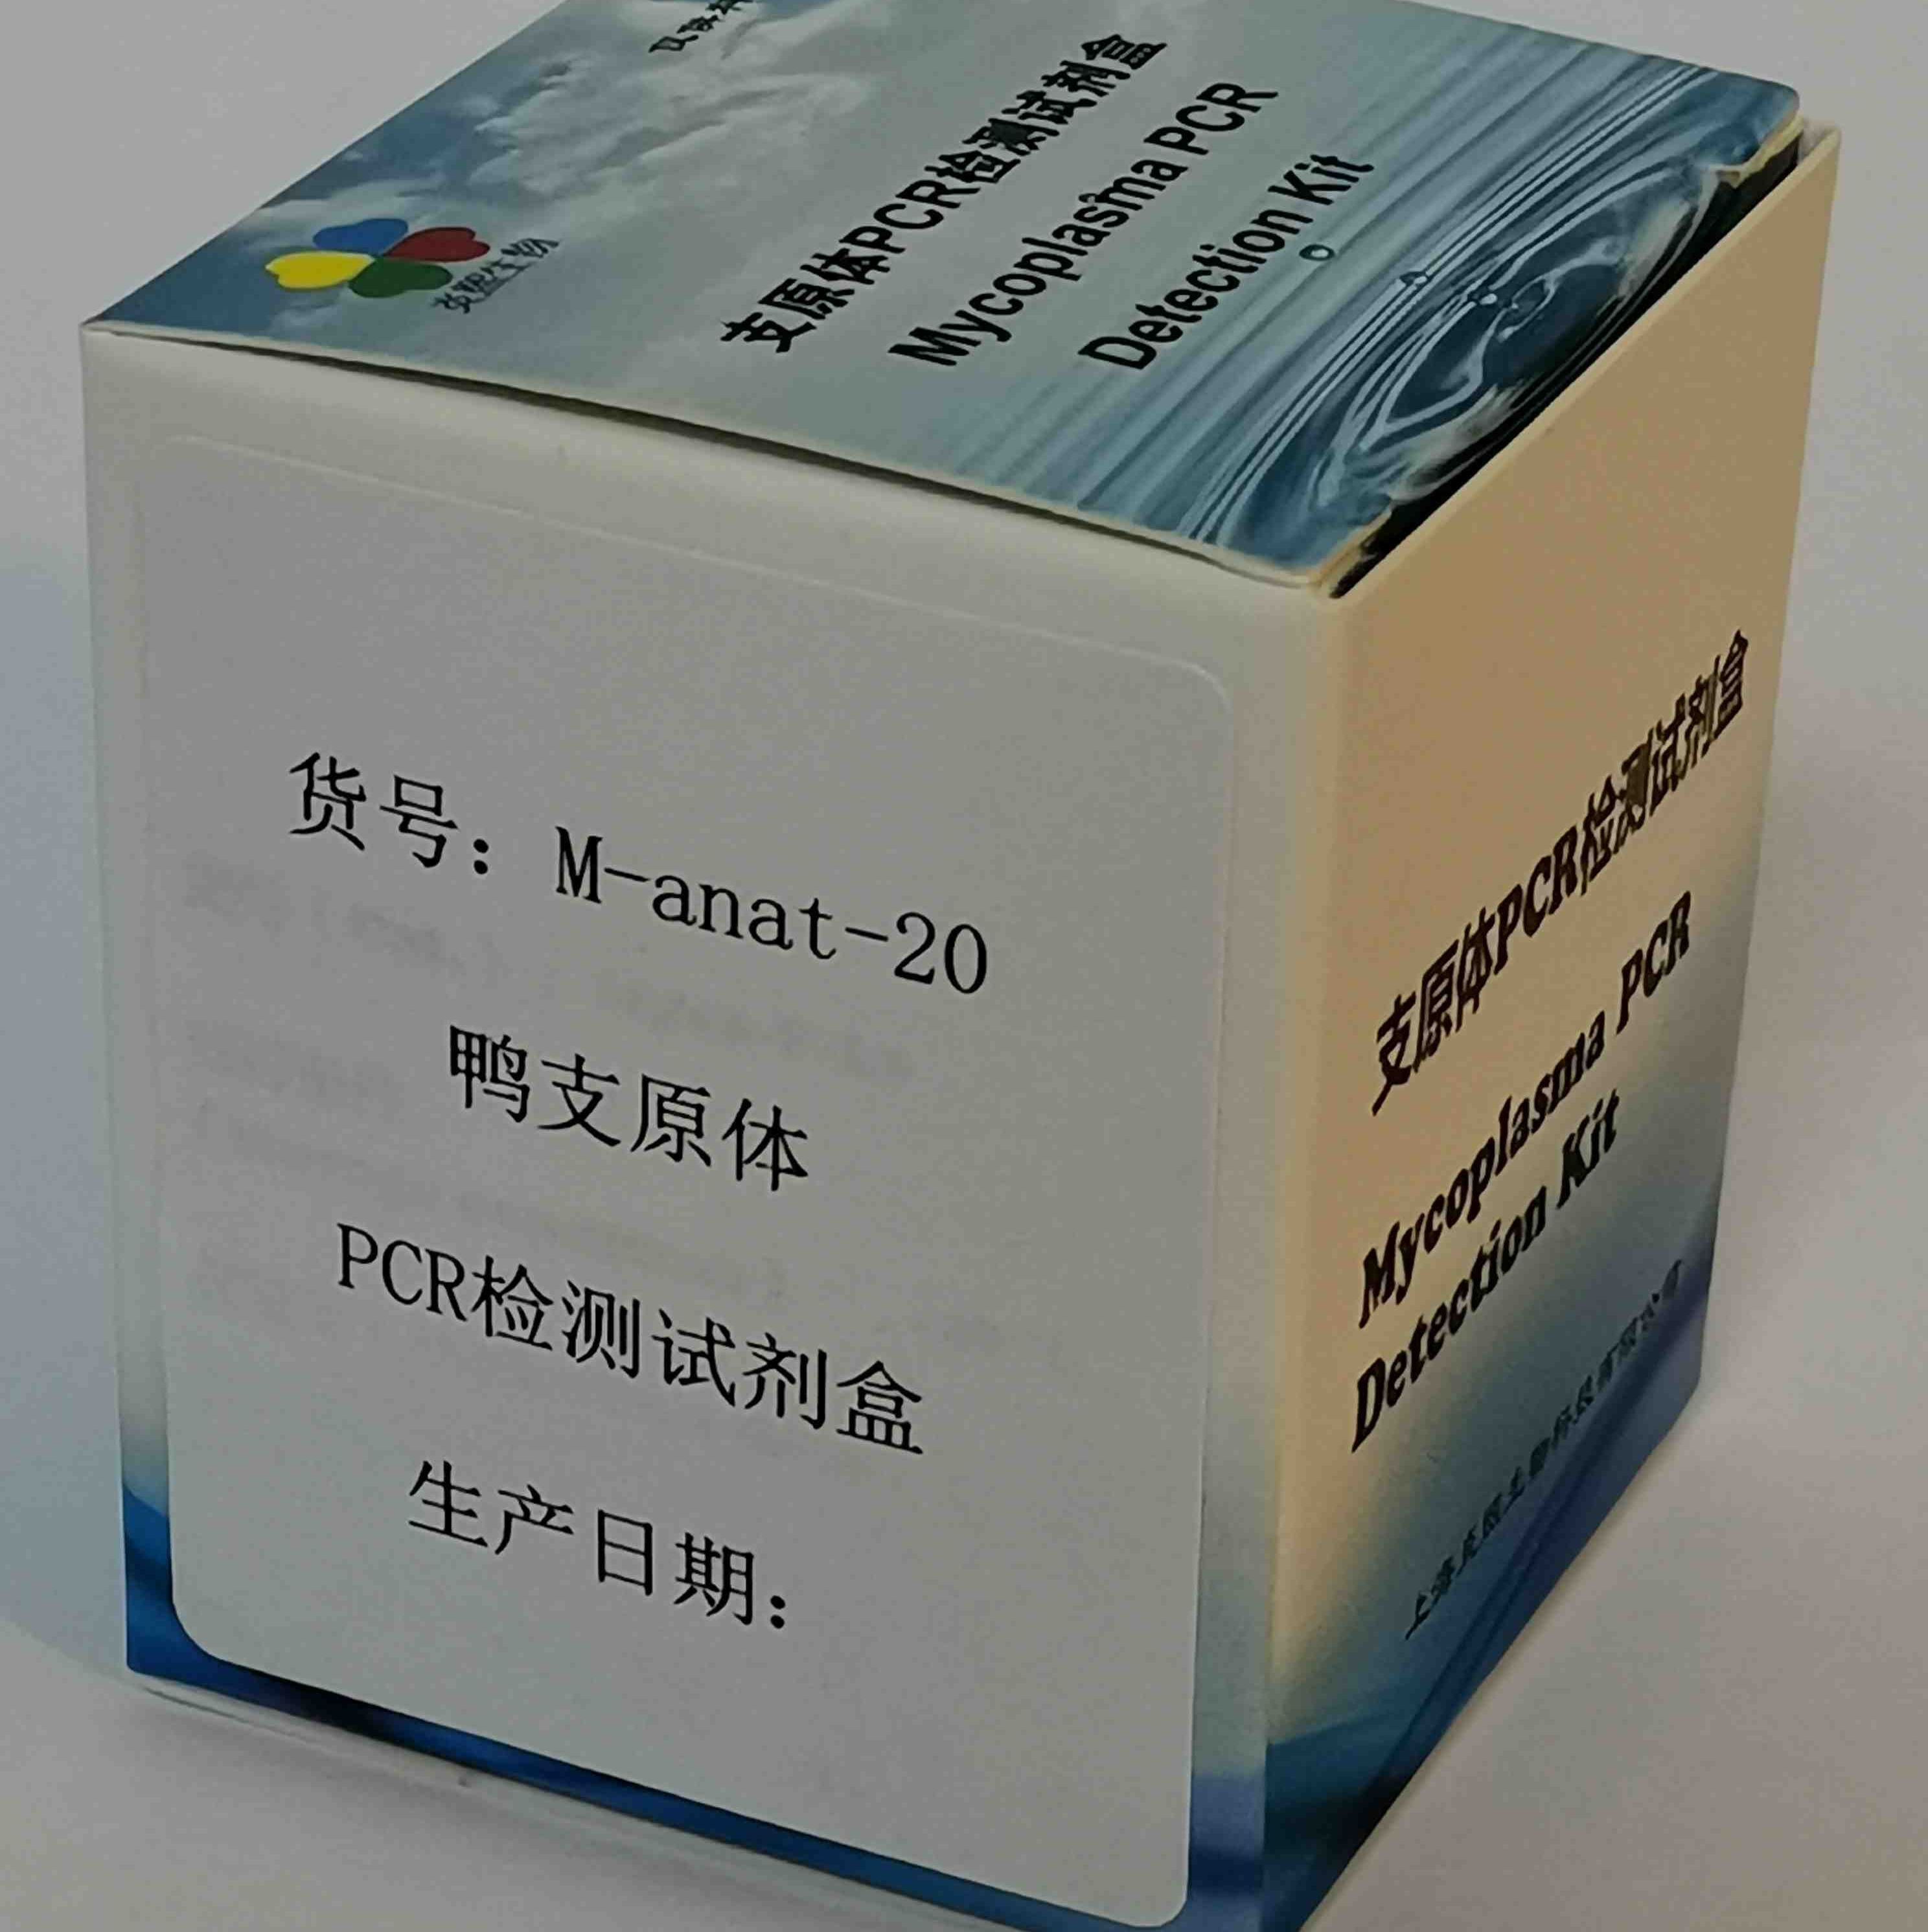 支原体PCR检测试剂盒
Mycoplasma PCR
Detection Kit
货号：M-anat-20
鸭支原体
PCR检测试剂盒
生产日期：
支原体PCR检测试剂盒
Mycoplasma PCR
Detection Kit